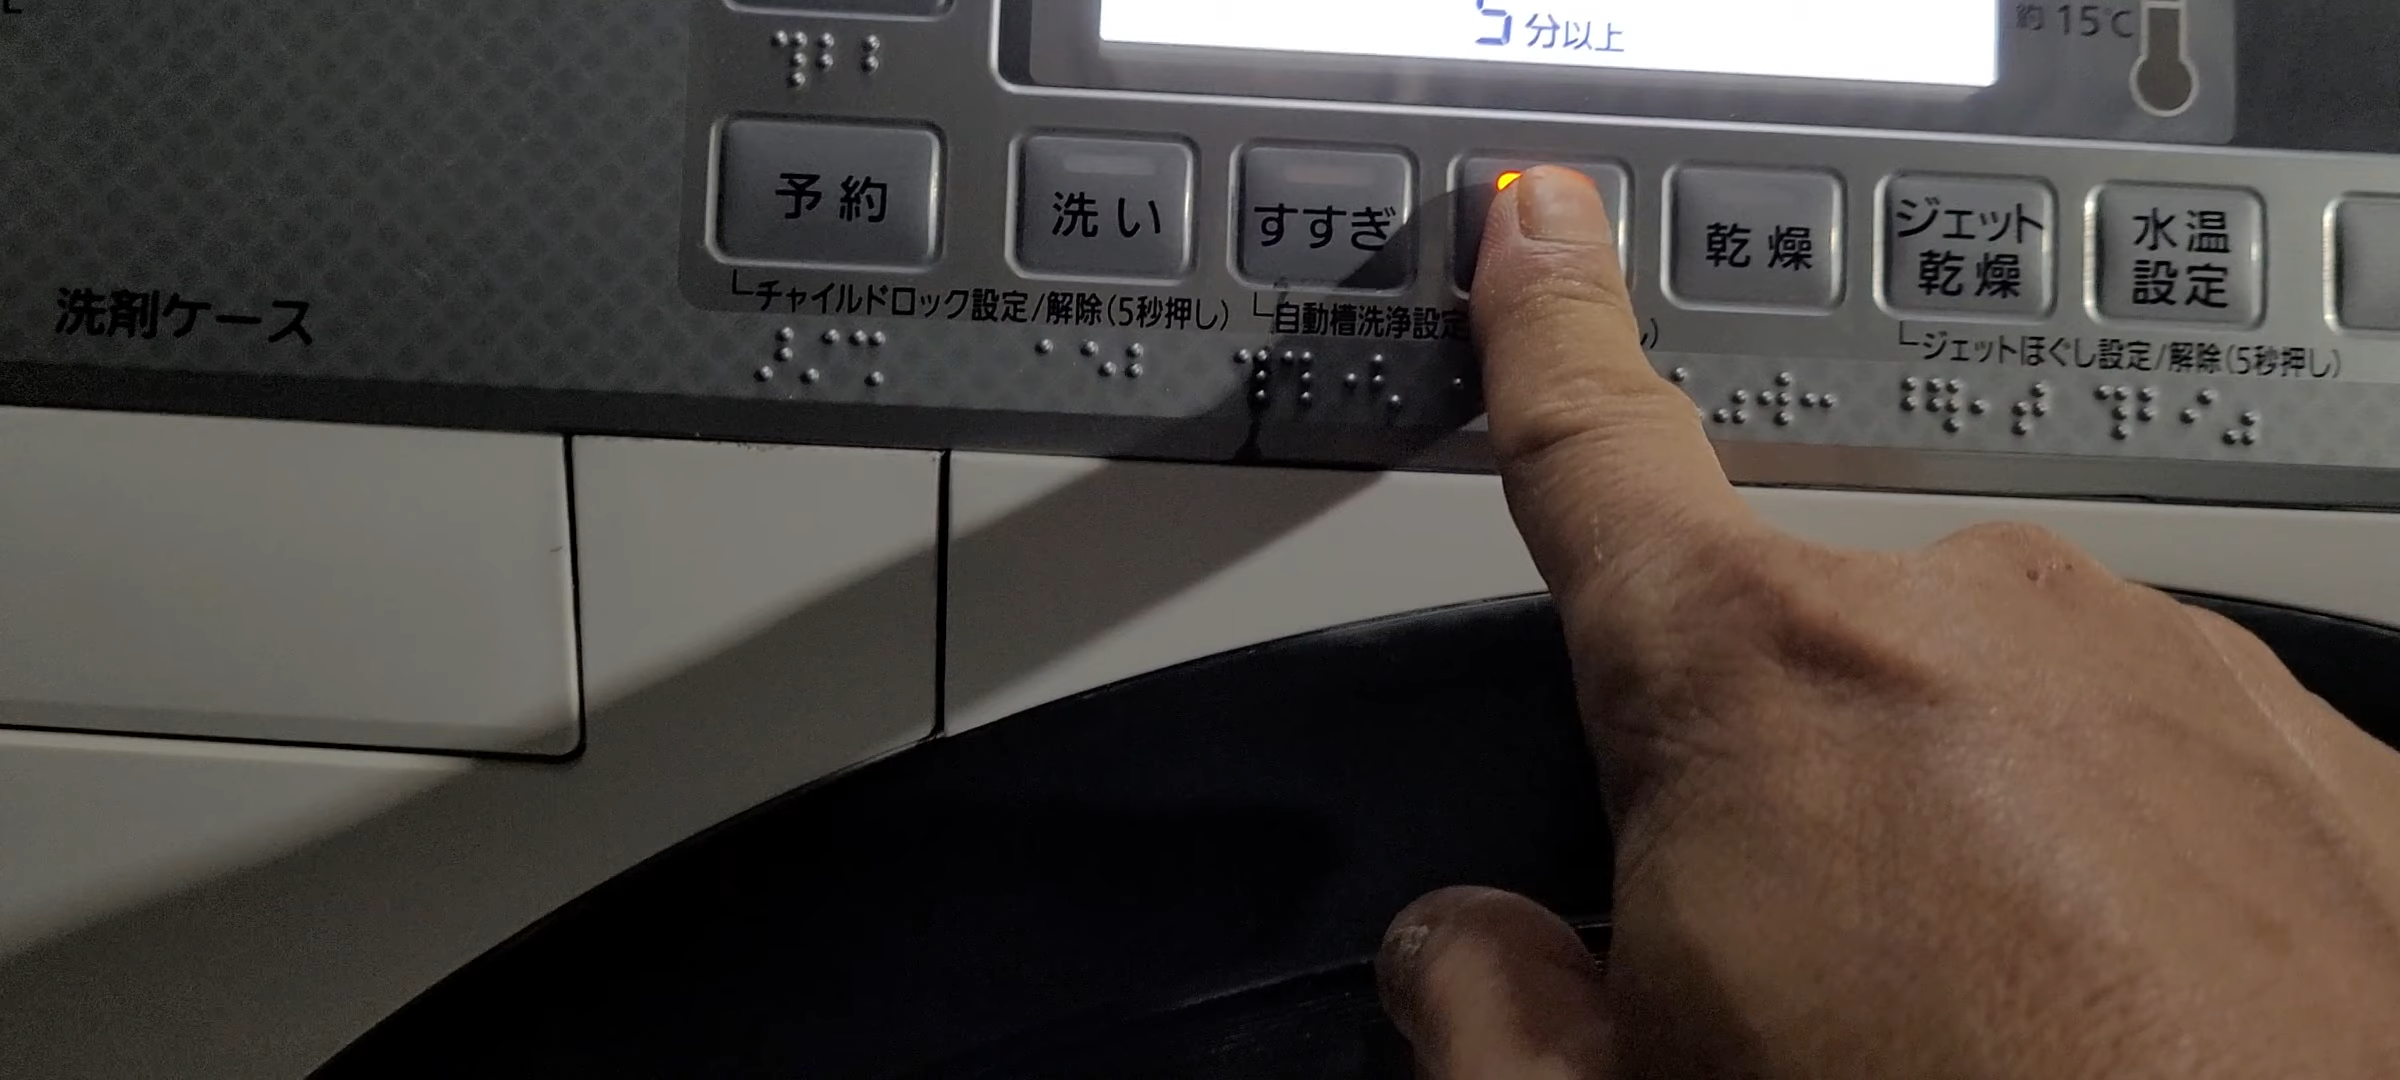 5分以上
約15℃
予約
洗い
すすぎ
乾燥
ジェット
乾燥
水温
設定
└チャイルドロック設定/解除(5秒押し)
└自動槽洗浄設定
└ジェットほぐし設定/解除(5秒押し)
洗剤ケース